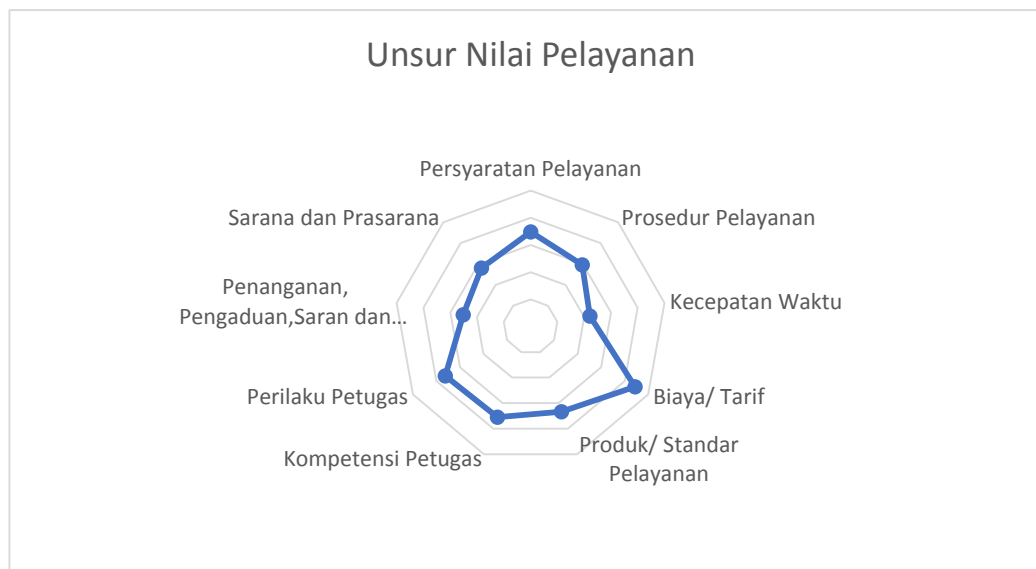 Unsur Nilai Pelayanan
Persyaratan Pelayanan
Prosedur Pelayanan
Kecepatan Waktu
Biaya/ Tarif
Produk/ Standar
Pelayanan
Kompetensi Petugas
Perilaku Petugas
Penanganan,
Pengaduan,Saran dan...
Sarana dan Prasarana